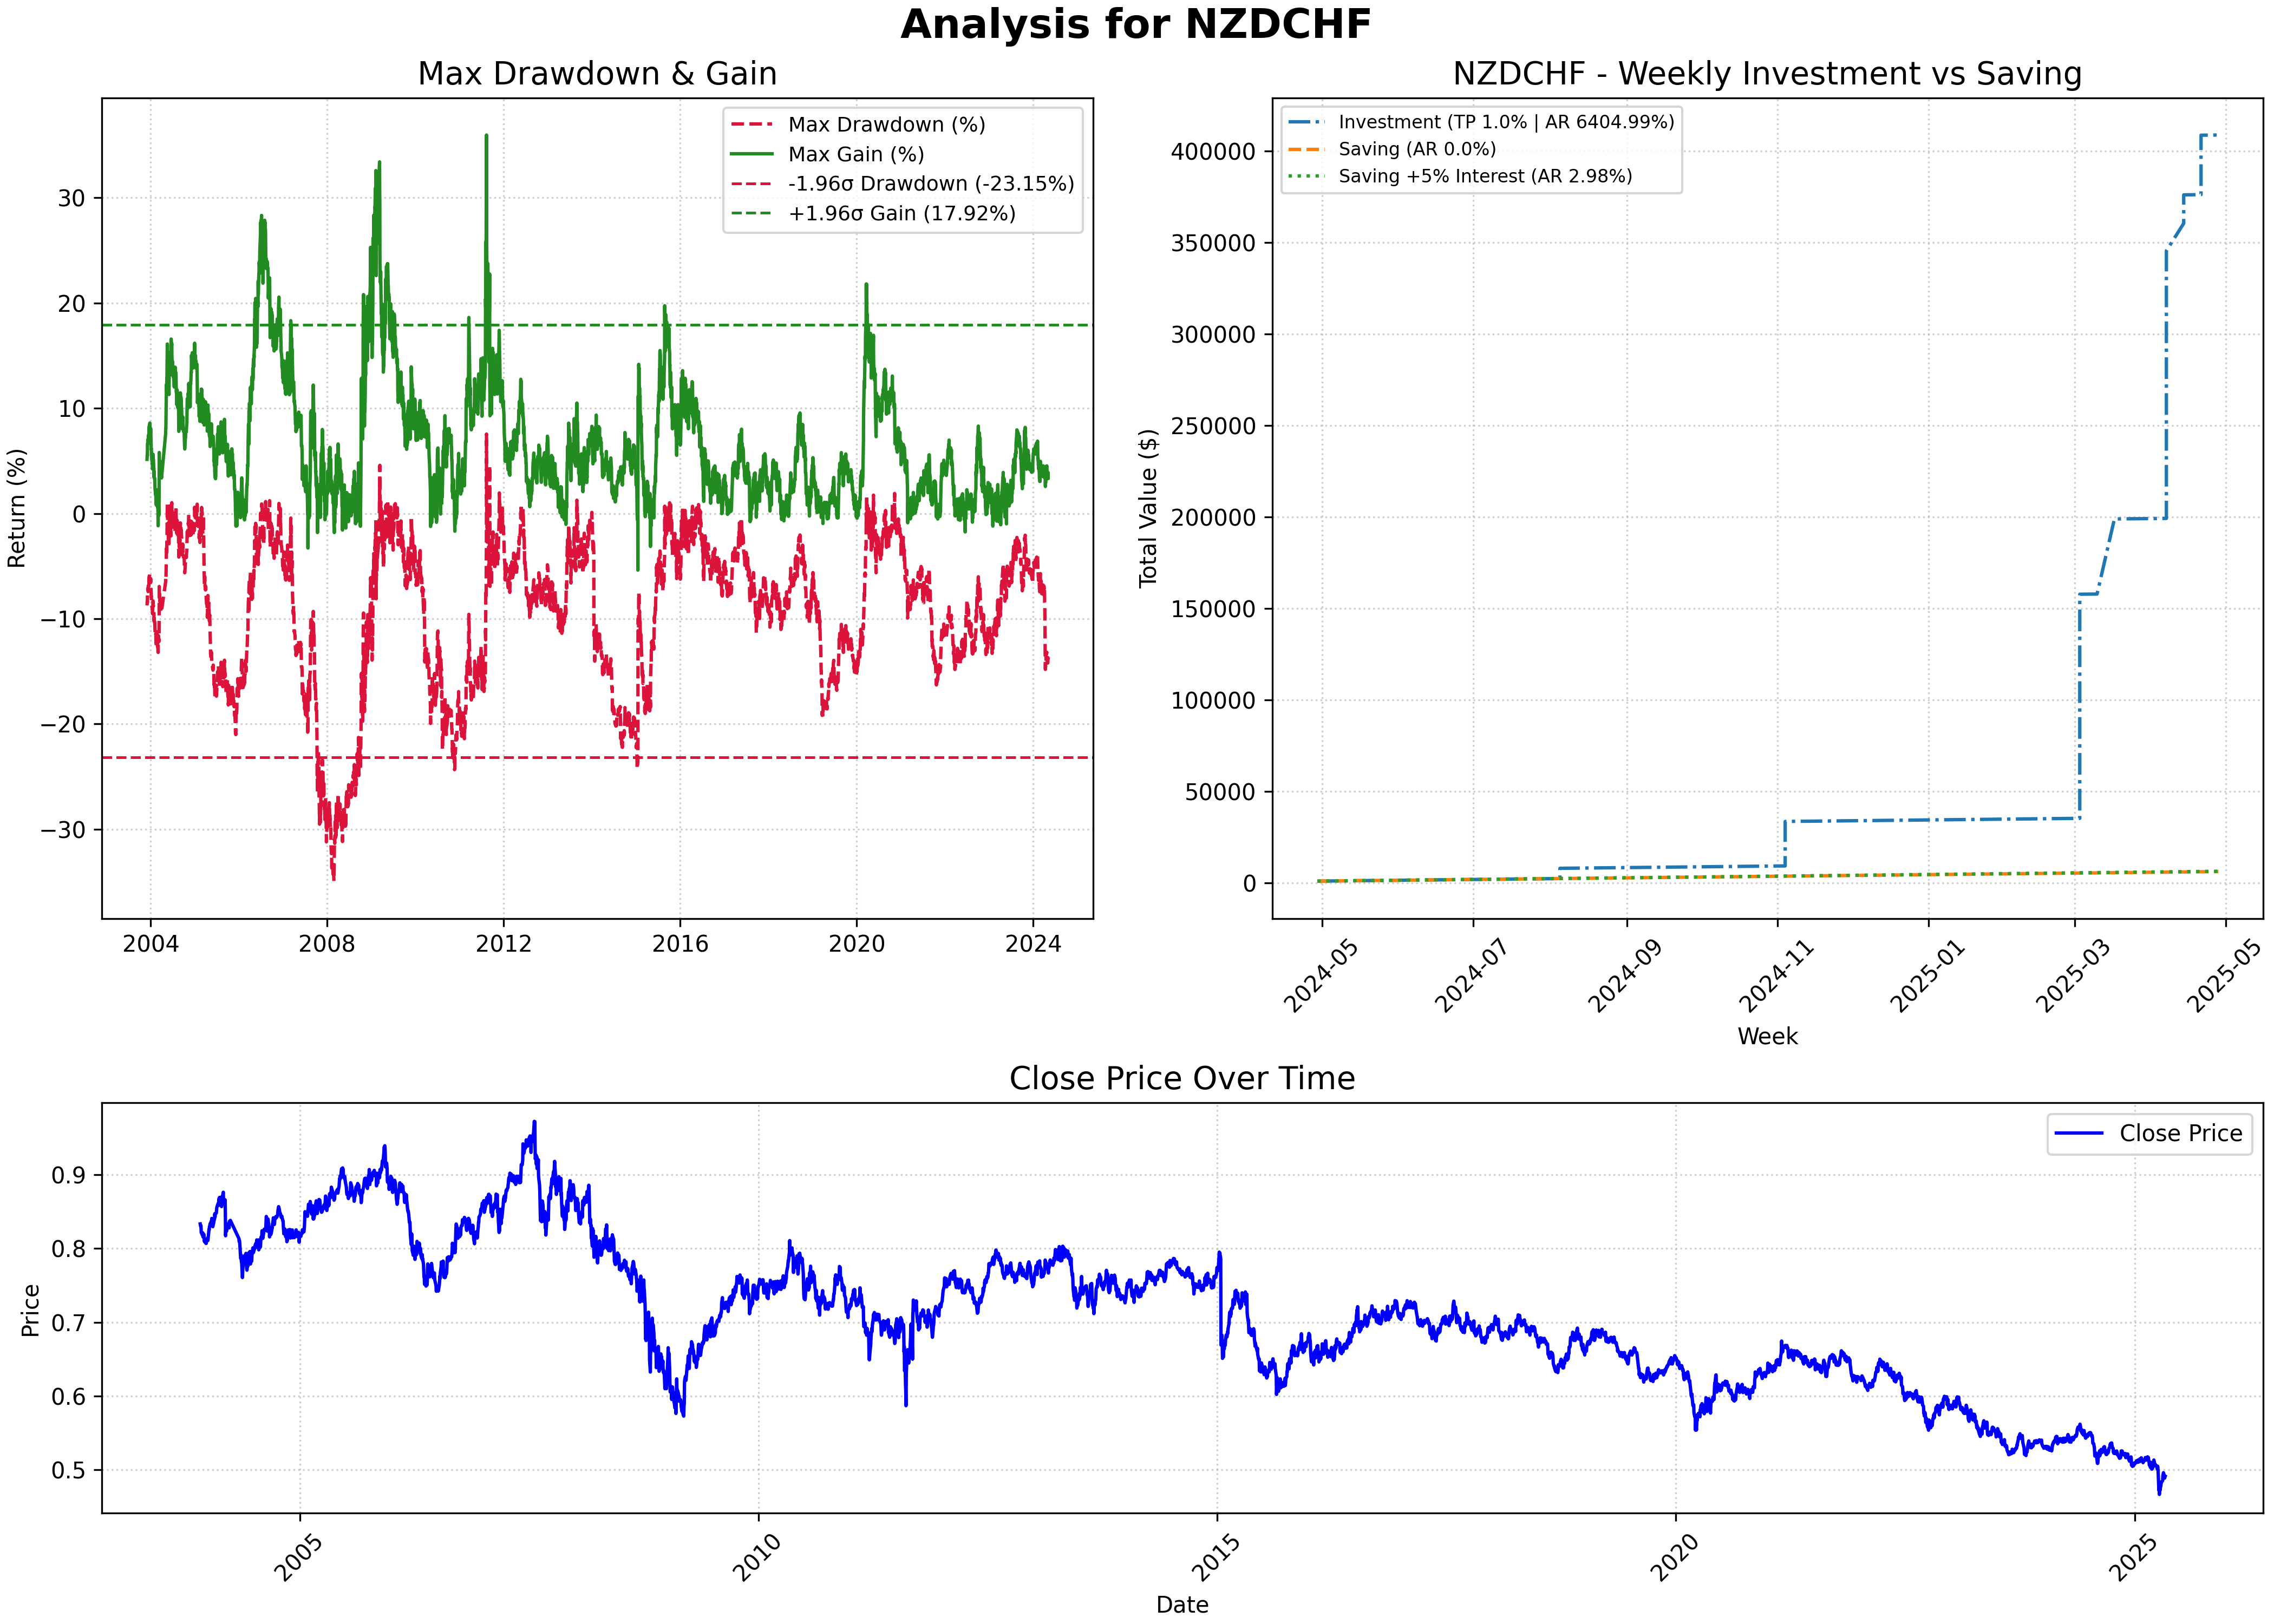 Analysis for NZDCHF
Max Drawdown & Gain
Return (%)
30
20
10
0
−10
−20
−30
2004
2008
2012
2016
2020
2024
Max Drawdown (%)
Max Gain (%)
-1.96σ Drawdown (-23.15%)
+1.96σ Gain (17.92%)
NZDCHF - Weekly Investment vs Saving
Total Value ($)
400000
350000
300000
250000
200000
150000
100000
50000
0
Investment (TP 1.0% | AR 6404.99%)
Saving (AR 0.0%)
Saving +5% Interest (AR 2.98%)
2024-05
2024-07
2024-09
2024-11
2025-01
2025-03
2025-05
Week
Close Price Over Time
Price
0.9
0.8
0.7
0.6
0.5
Close Price
2005
2010
2015
2020
2025
Date